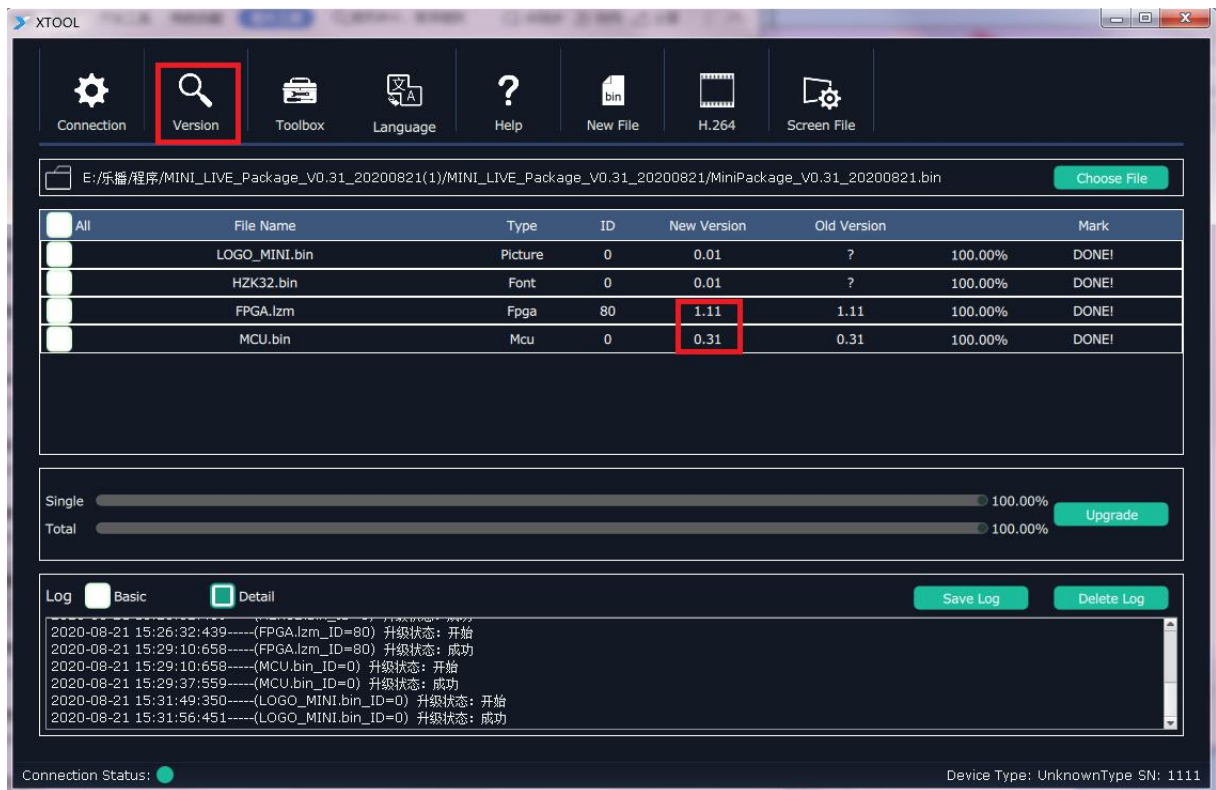 XTOOL
Connection Version Toolbox Language Help New File H.264 Screen File
文 A
bin
E:/乐播/程序/MINI_LIVE_Package_V0.31_20200821(1)/MINI_LIVE_Package_V0.31_20200821/MiniPackage_V0.31_20200821.bin Choose File
All File Name Type ID New Version Old Version Mark
LOGO_MINI.bin Picture 0 0.01 ? 100.00% DONE!
HZK32.bin Font 0 0.01 ? 100.00% DONE!
FPGA.lzm Fpga 80 1.11 1.11 100.00% DONE!
MCU.bin Mcu 0 0.31 0.31 100.00% DONE!
Single 100.00%
Upgrade
Total 100.00%
Log Basic Detail Save Log Delete Log
2020-08-21 15:26:32:439-----(FPGA.lzm_ID=80) 升级状态: 开始
2020-08-21 15:29:10:658-----(FPGA.lzm_ID=80) 升级状态: 成功
2020-08-21 15:29:10:658-----(MCU.bin_ID=0) 升级状态: 开始
2020-08-21 15:29:37:559-----(MCU.bin_ID=0) 升级状态: 成功
2020-08-21 15:31:49:350-----(LOGO_MINI.bin_ID=0) 升级状态: 开始
2020-08-21 15:31:56:451-----(LOGO_MINI.bin_ID=0) 升级状态: 成功
Connection Status: Device Type: UnknownType SN: 1111